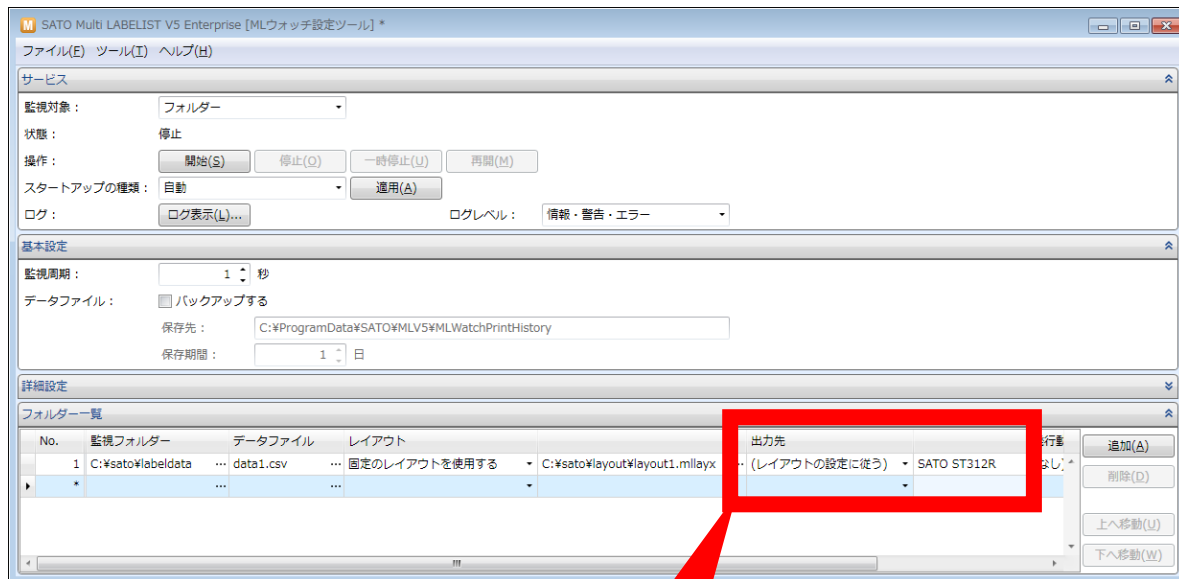 M SATO Multi LABELIST V5 Enterprise [MLウォッチ設定ツール] *
ファイル(F) ツール(T) ヘルプ(H)
サービス
監視対象： フォルダー
状態： 停止
操作： 開始(S) 停止(O) 一時停止(U) 再開(M)
スタートアップの種類： 自動 適用(A)
ログ： ログ表示(L)... ログレベル： 情報・警告・エラー
基本設定
監視周期： 1 秒
データファイル： バックアップする
保存先： C:¥ProgramData¥SATO¥MLV5¥MLWatchPrintHistory
保存期間： 1 日
詳細設定
フォルダー一覧
No. 監視フォルダー データファイル レイアウト 出力先 追加(A)
1 C:¥sato¥labeldata ... data1.csv ... 固定のレイアウトを使用する C:¥sato¥layout¥layout1.mllayx (レイアウトの設定に従う) SATO ST312R なし)
* ... ... 削除(D)
上へ移動(U)
下へ移動(W)